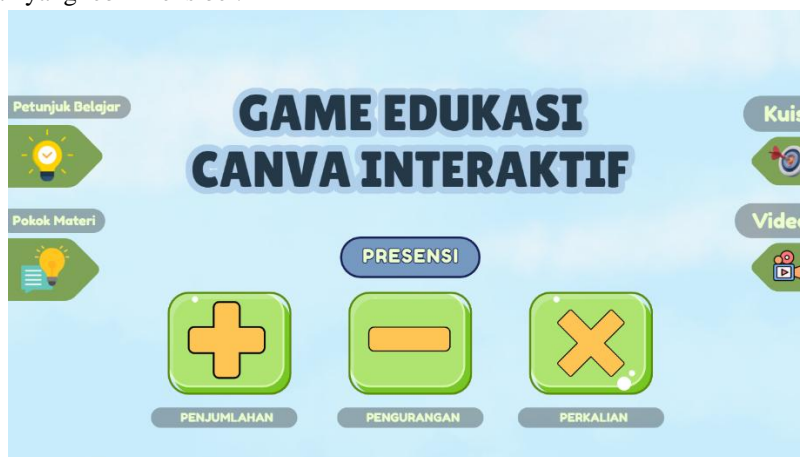 Petunjuk Belajar
GAME EDUKASI
CANVA INTERAKTIF
Kuis
Pokok Materi
PRESENSI
PENJUMLAHAN
PENGURANGAN
PERKALIAN